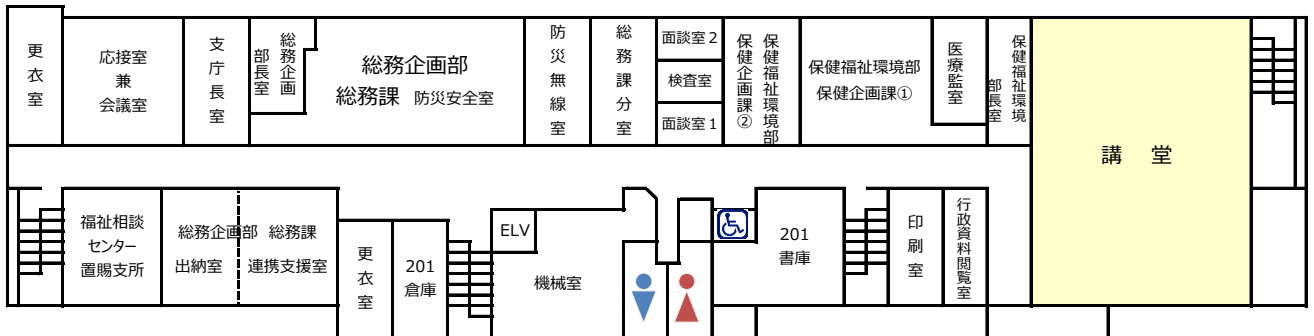 更衣室
応接室
兼
会議室
支庁長室
総務企画
部長室
総務企画部
総務課 防災安全室
防災無線室
総務課分室
面談室2
検査室
面談室1
保健福祉環境部
保健企画課②
保健福祉環境部
保健企画課①
医療監室
保健福祉環境
部長室
講 堂
福祉相談
センター
置賜支所
総務企画部 総務課
出納室 連携支援室
更衣室
201
倉庫
ELV
機械室
201
書庫
印刷室
行政資料閲覧室